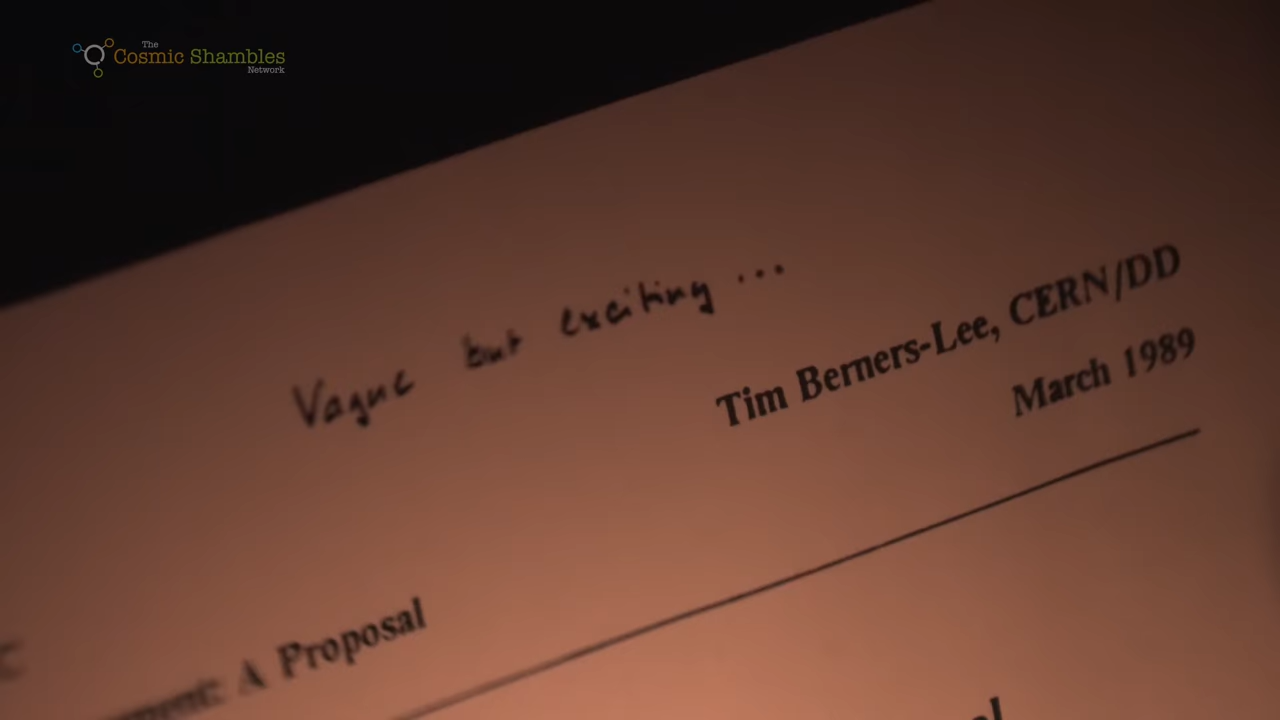 The
Cosmic Shambles
Network
Vague but exciting ...
Tim Berners-Lee, CERN/DD
March 1989
A Proposal